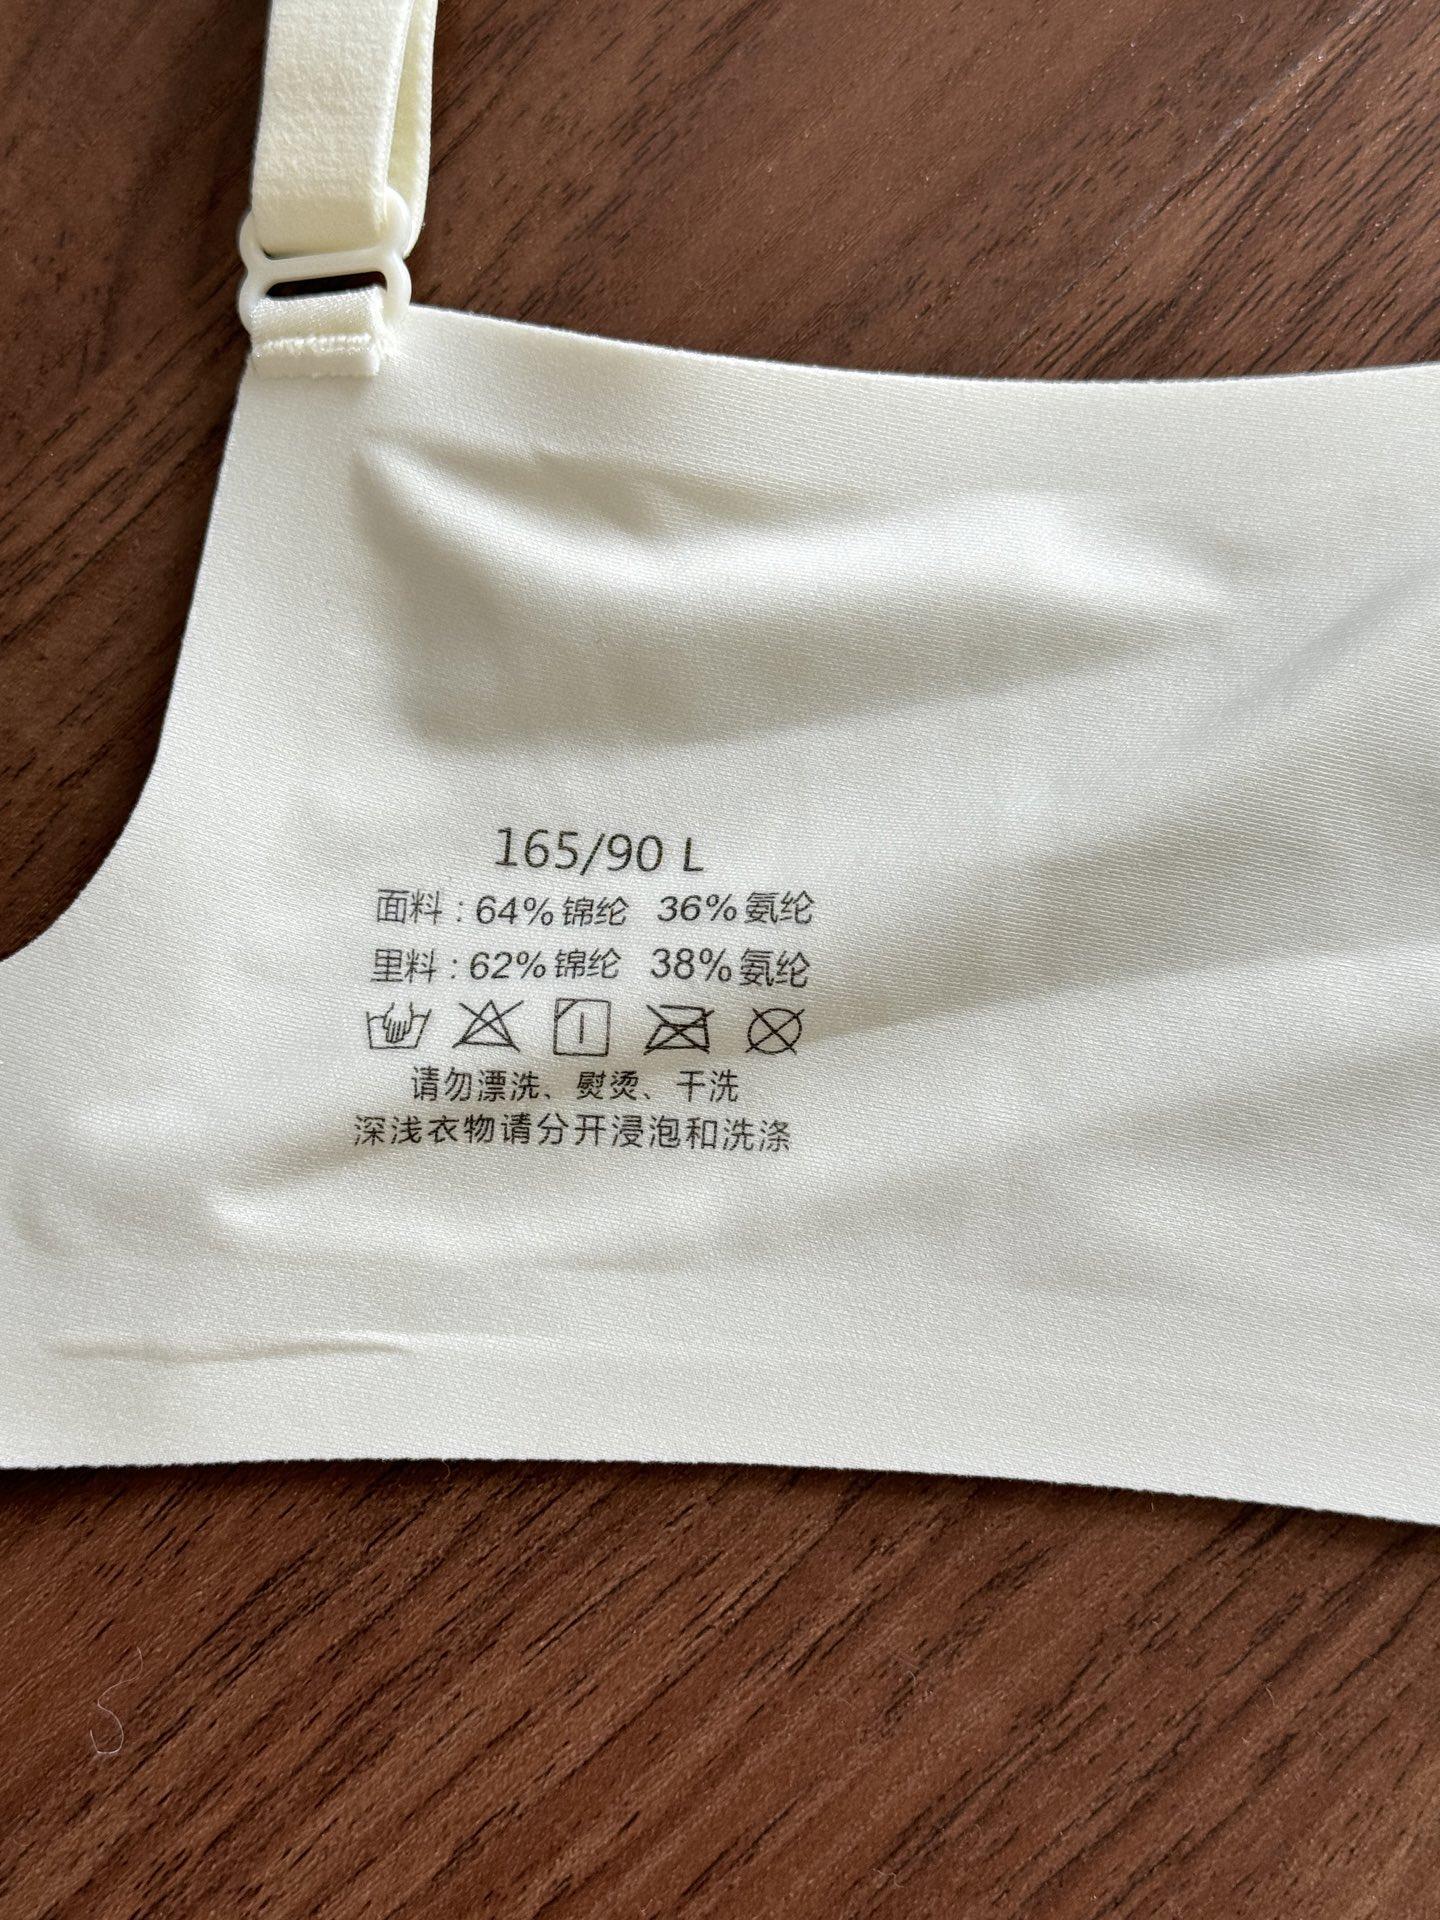 165/90 L
面料：64%锦纶 36%氨纶
里料：62%锦纶 38%氨纶
请勿漂洗、熨烫、干洗
深浅衣物请分开浸泡和洗涤